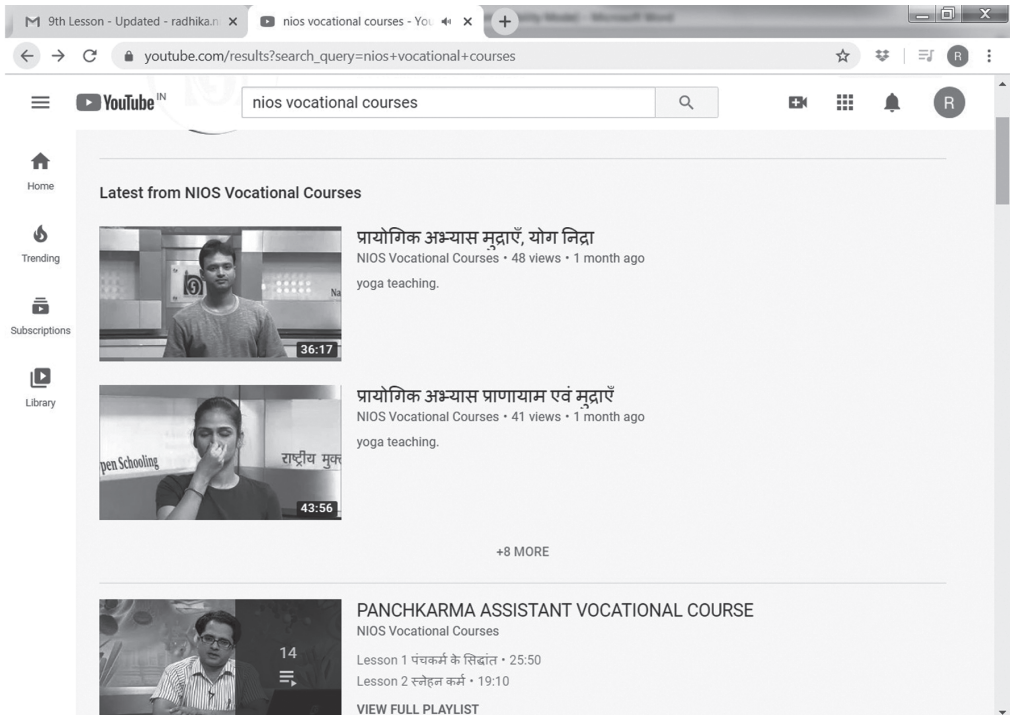 9th Lesson - Updated - radhika.n
nios vocational courses - You
youtube.com/results?search_query=nios+vocational+courses
R
YouTube IN
nios vocational courses
R
Home
Trending
Subscriptions
Library
Latest from NIOS Vocational Courses
प्रायोगिक अभ्यास मुद्राएँ, योग निद्रा
NIOS Vocational Courses • 48 views • 1 month ago
yoga teaching.
Na
36:17
प्रायोगिक अभ्यास प्राणायाम एवं मुद्राएँ
NIOS Vocational Courses • 41 views • 1 month ago
yoga teaching.
pen Schooling
राष्ट्रीय मुक्त
43:56
+8 MORE
PANCHKARMA ASSISTANT VOCATIONAL COURSE
NIOS Vocational Courses
14
Lesson 1 पंचकर्म के सिद्धांत • 25:50
Lesson 2 स्नेहन कर्म • 19:10
VIEW FULL PLAYLIST